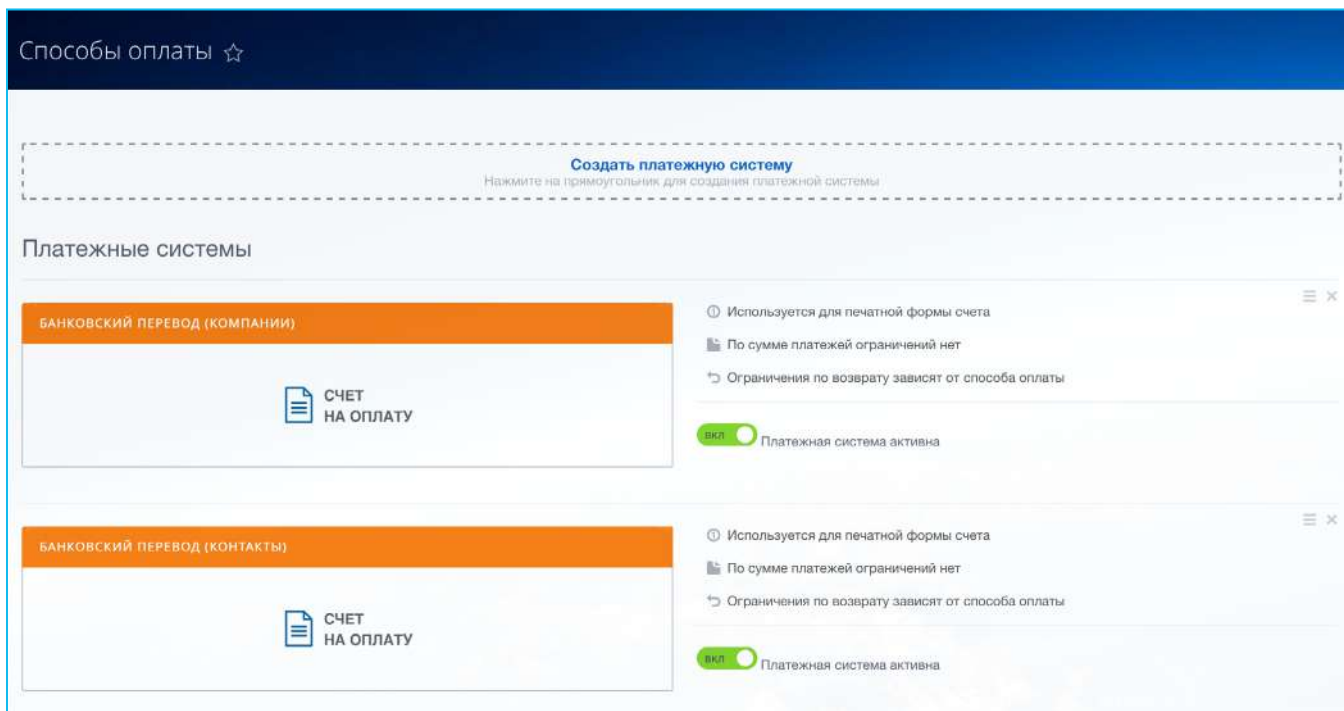 Способы оплаты
Создать платежную систему
Нажмите на прямоугольник для создания платежной системы
Платежные системы
БАНКОВСКИЙ ПЕРЕВОД (КОМПАНИИ)
СЧЕТ
НА ОПЛАТУ
Используется для печатной формы счета
По сумме платежей ограничений нет
Ограничения по возврату зависят от способа оплаты
ВКЛ Платежная система активна
БАНКОВСКИЙ ПЕРЕВОД (КОНТАКТЫ)
СЧЕТ
НА ОПЛАТУ
Используется для печатной формы счета
По сумме платежей ограничений нет
Ограничения по возврату зависят от способа оплаты
ВКЛ Платежная система активна